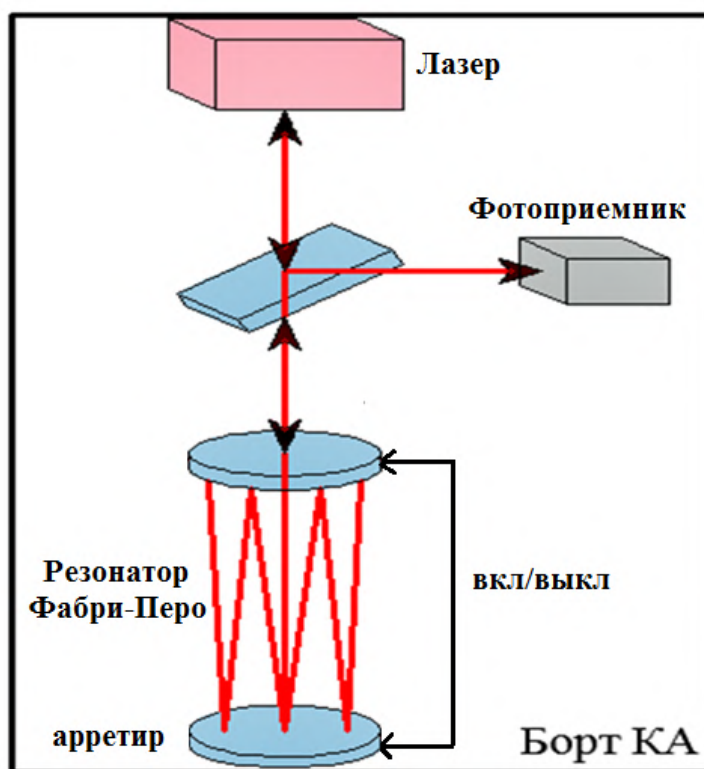 Лазер
Фотоприемник
Резонатор
Фабри-Перо
вкл/выкл
арретир
Борт КА